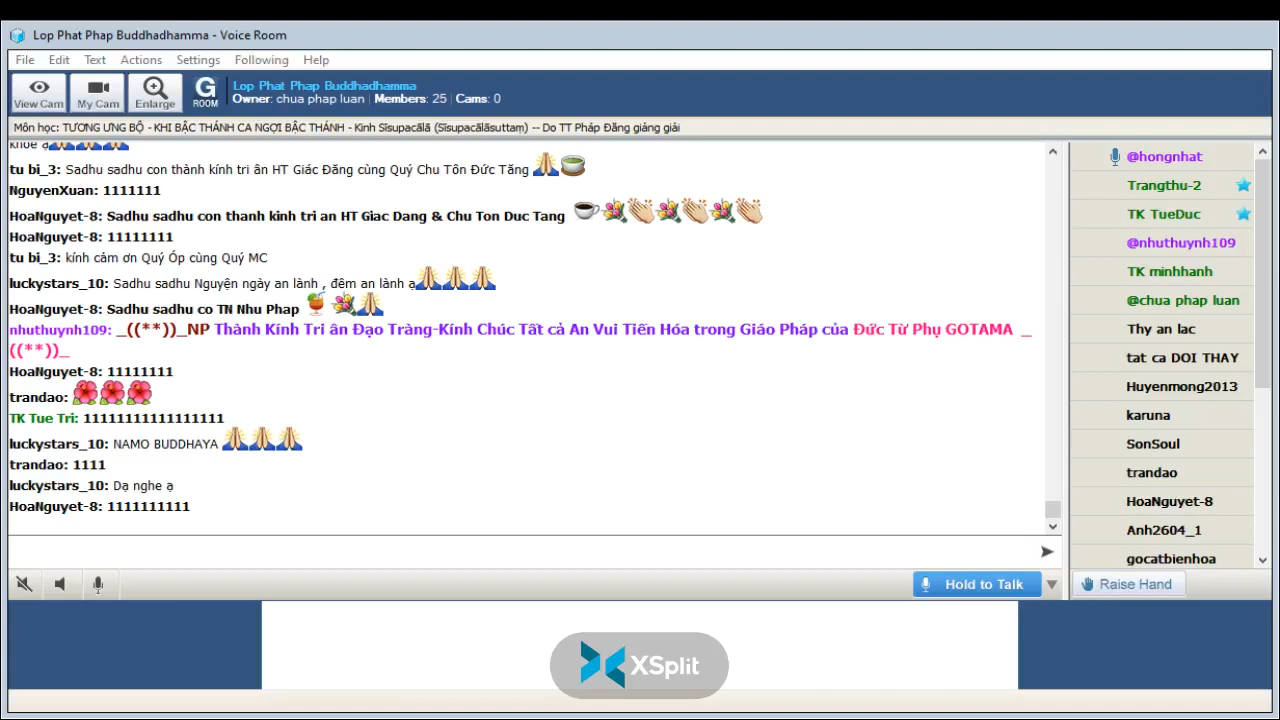 Lop Phat Phap Buddhadhamma - Voice Room
File Edit Text Actions Settings Following Help
View Cam My Cam Enlarge G ROOM
Lop Phat Phap Buddhadhamma
Owner: chua phap luan | Members: 25 | Cams: 0
Môn học: TƯƠNG ƯNG BỘ - KHI BẬC THÁNH CA NGỢI BẬC THÁNH - Kinh Sīsupacālā (Sīsupacālāsuttaṃ) -- Do TT Pháp Đăng giảng giải
khỏe ạ
tu bi_3: Sadhu sadhu con thành kính tri ân HT Giác Đăng cùng Quý Chu Tôn Đức Tăng
NguyenXuan: 1111111
HoaNguyet-8: Sadhu sadhu con thanh kinh tri an HT Giac Dang & Chu Ton Duc Tang
HoaNguyet-8: 11111111
tu bi_3: kính cảm ơn Quý Óp cùng Quý MC
luckystars_10: Sadhu sadhu Nguyện ngày an lành , đêm an lành ạ
HoaNguyet-8: Sadhu sadhu co TN Nhu Phap
nhuthuynh109: _((**))_NP Thành Kính Tri ân Đạo Tràng-Kính Chúc Tất cả An Vui Tiến Hóa trong Giáo Pháp của Đức Từ Phụ GOTAMA _
((**))_
HoaNguyet-8: 11111111
trandao:
TK Tue Tri: 11111111111111111
luckystars_10: NAMO BUDDHAYA
trandao: 1111
luckystars_10: Dạ nghe ạ
HoaNguyet-8: 1111111111
@hongnhat
Trangthu-2
TK TueDuc
@nhuthuynh109
TK minhhanh
@chua phap luan
Thy an lac
tat ca DOI THAY
Huyenmong2013
karuna
SonSoul
trandao
HoaNguyet-8
Anh2604_1
gocatbienhoa
Hold to Talk
Raise Hand
XSplit